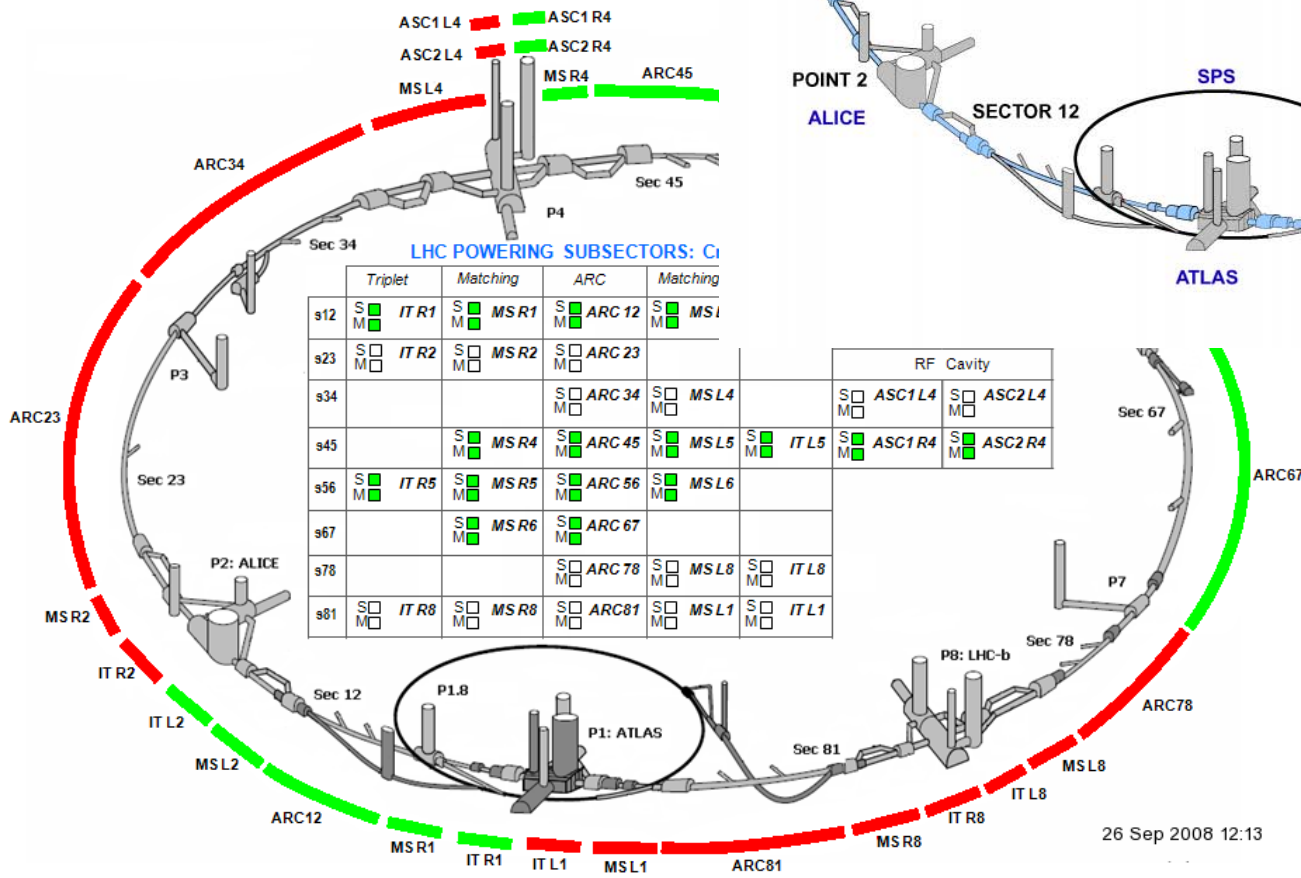 ASC1 L4
ASC1 R4
ASC2 L4
ASC2 R4
MS L4
MS R4
ARC45
POINT 2
ALICE
SECTOR 12
SPS
ATLAS
ARC34
Sec 45
P4
Sec 34
LHC POWERING SUBSECTORS:
Triplet Matching ARC Matching
s12 S M IT R1 S M MS R1 S M ARC 12 S M
s23 S M IT R2 S M MS R2 S M ARC 23
RF Cavity
s34 S M ARC 34 S M MS L4 S M ASC1 L4 S M ASC2 L4
s45 S M MS R4 S M ARC 45 S M MS L5 S M IT L5 S M ASC1 R4 S M ASC2 R4
s56 S M IT R5 S M MS R5 S M ARC 56 S M MS L6
s67 S M MS R6 S M ARC 67
s78 S M ARC 78 S M MS L8 S M IT L8
s81 S M IT R8 S M MS R8 S M ARC81 S M MS L1 S M IT L1
P3
ARC23
Sec 23
Sec 67
ARC67
P2: ALICE
P7
MS R2
IT R2
IT L2
MS L2
Sec 12
P1.8
P1: ATLAS
Sec 78
P8: LHC-b
Sec 81
ARC78
MS L8
IT L8
IT R8
MS R8
ARC12
MS R1
IT R1
IT L1
MS L1
ARC81
26 Sep 2008 12:13